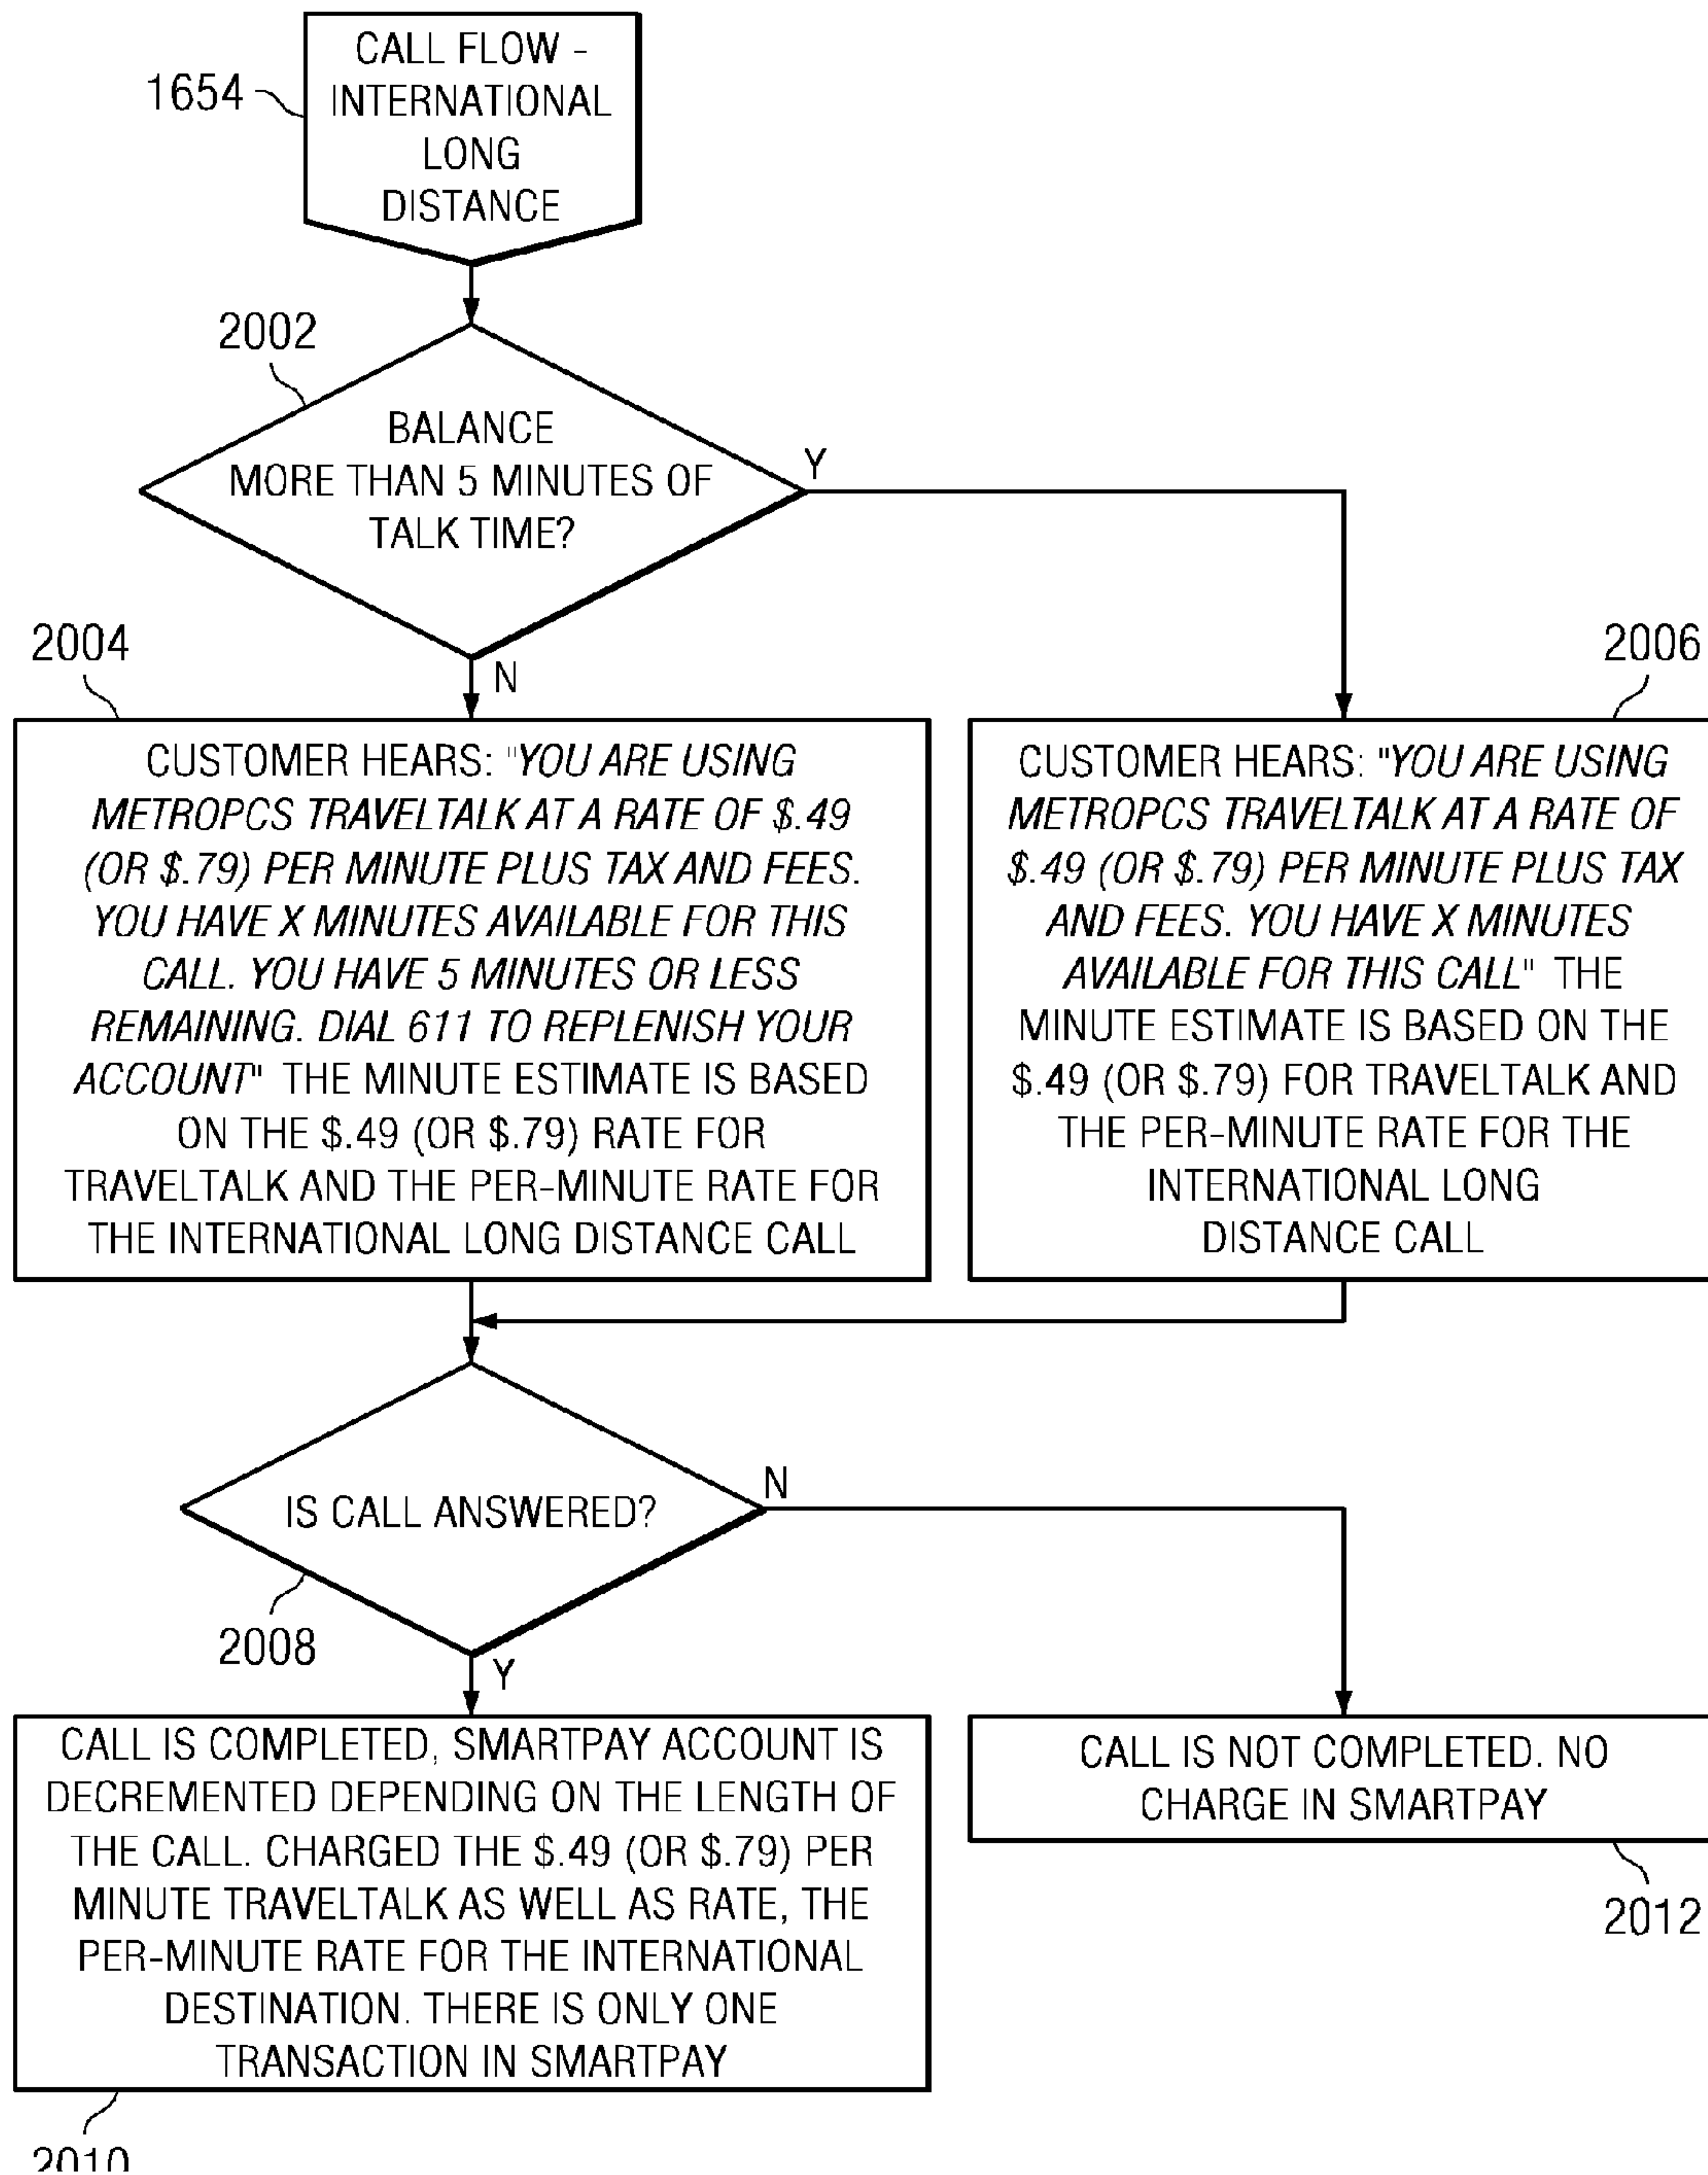 CALL FLOW -
INTERNATIONAL
LONG
DISTANCE
1654
2002
BALANCE
MORE THAN 5 MINUTES OF
TALK TIME?
Y
N
2004
CUSTOMER HEARS: "YOU ARE USING
METROPCS TRAVELTALK AT A RATE OF $.49
(OR $.79) PER MINUTE PLUS TAX AND FEES.
YOU HAVE X MINUTES AVAILABLE FOR THIS
CALL. YOU HAVE 5 MINUTES OR LESS
REMAINING. DIAL 611 TO REPLENISH YOUR
ACCOUNT" THE MINUTE ESTIMATE IS BASED
ON THE $.49 (OR $.79) RATE FOR
TRAVELTALK AND THE PER-MINUTE RATE FOR
THE INTERNATIONAL LONG DISTANCE CALL
2006
CUSTOMER HEARS: "YOU ARE USING
METROPCS TRAVELTALK AT A RATE OF
$.49 (OR $.79) PER MINUTE PLUS TAX
AND FEES. YOU HAVE X MINUTES
AVAILABLE FOR THIS CALL" THE
MINUTE ESTIMATE IS BASED ON THE
$.49 (OR $.79) FOR TRAVELTALK AND
THE PER-MINUTE RATE FOR THE
INTERNATIONAL LONG
DISTANCE CALL
IS CALL ANSWERED?
N
2008
Y
CALL IS COMPLETED, SMARTPAY ACCOUNT IS
DECREMENTED DEPENDING ON THE LENGTH OF
THE CALL. CHARGED THE $.49 (OR $.79) PER
MINUTE TRAVELTALK AS WELL AS RATE, THE
PER-MINUTE RATE FOR THE INTERNATIONAL
DESTINATION. THERE IS ONLY ONE
TRANSACTION IN SMARTPAY
2010
CALL IS NOT COMPLETED. NO
CHARGE IN SMARTPAY
2012